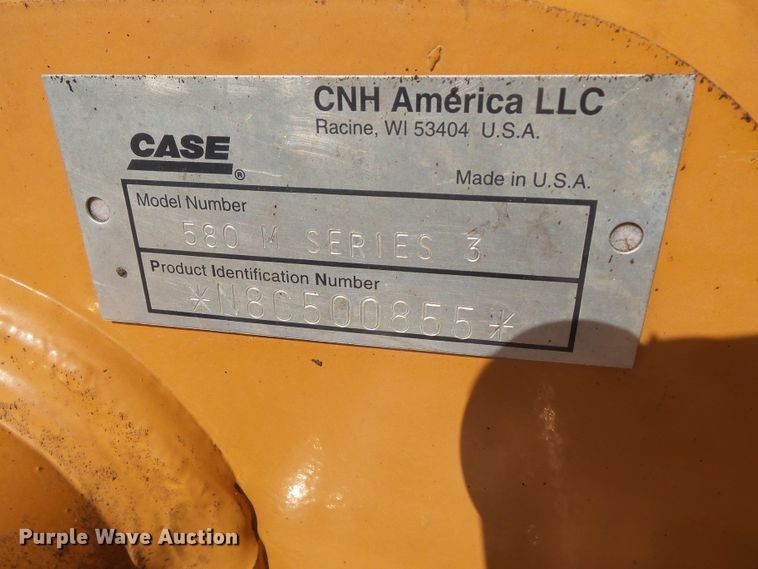 CNH América LLC
Racine, WI 53404 U.S.A.
CASE ®
Made in U.S.A.
Model Number
580 M SERIES 3
Product Identification Number
*N8C500855*
Purple Wave Auction